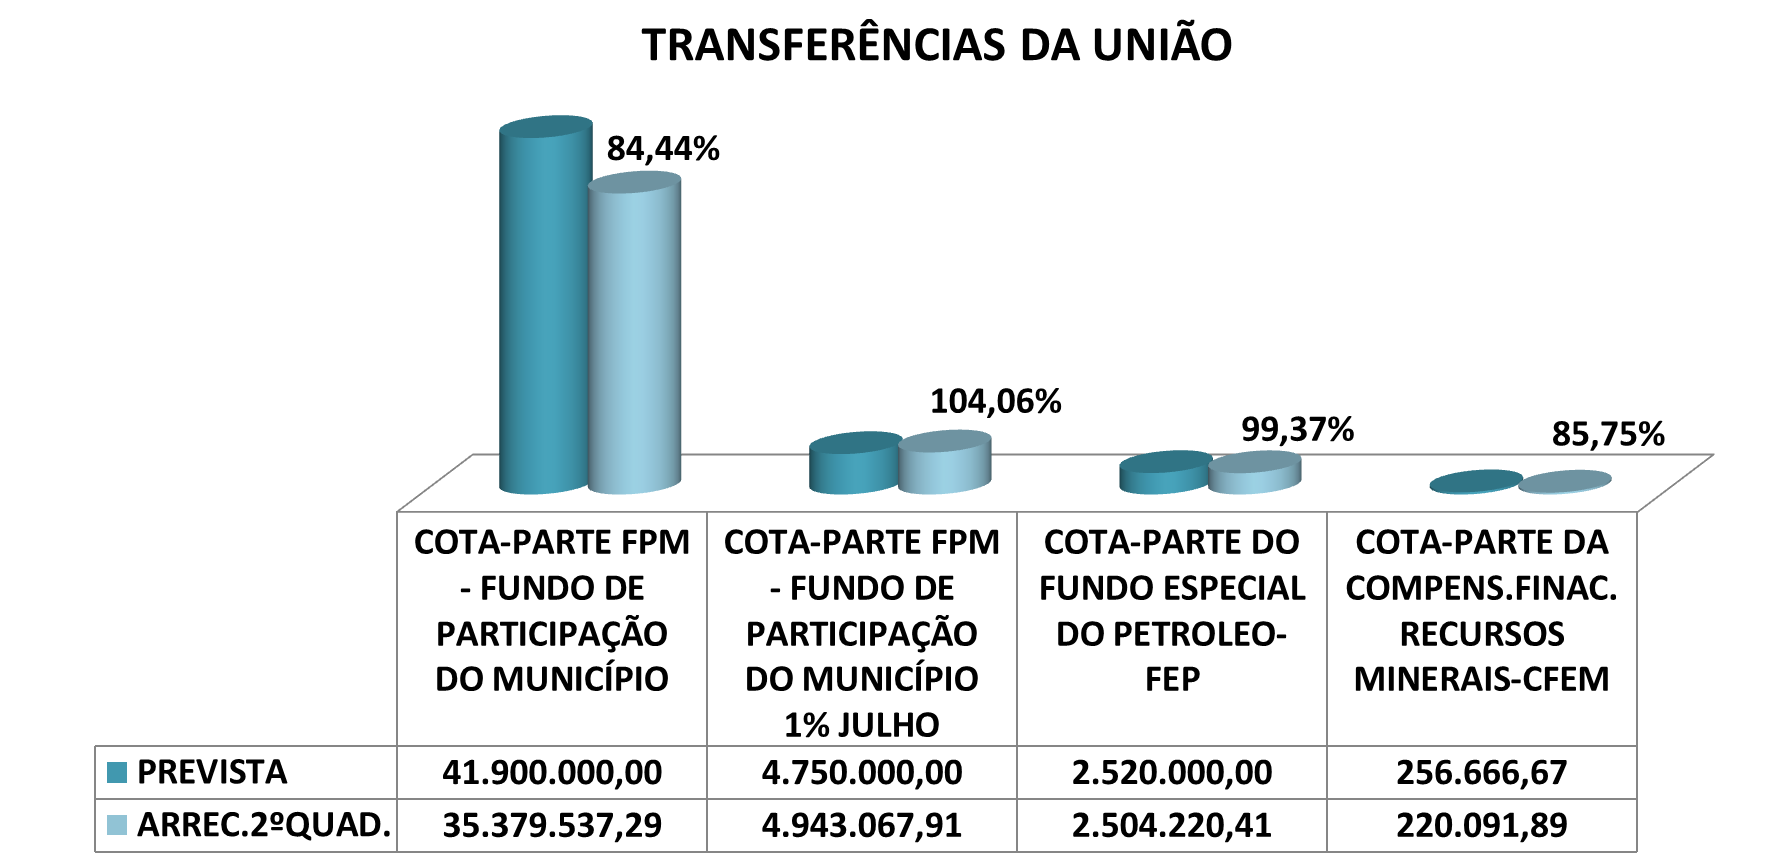 TRANSFERÊNCIAS DA UNIÃO
84,44%
104,06%
99,37%
85,75%
COTA-PARTE FPM
- FUNDO DE
PARTICIPAÇÃO
DO MUNICÍPIO
COTA-PARTE FPM
- FUNDO DE
PARTICIPAÇÃO
DO MUNICÍPIO
1% JULHO
COTA-PARTE DO
FUNDO ESPECIAL
DO PETROLEO-
FEP
COTA-PARTE DA
COMPENS.FINAC.
RECURSOS
MINERAIS-CFEM
PREVISTA 41.900.000,00 4.750.000,00 2.520.000,00 256.666,67
ARREC.2ºQUAD. 35.379.537,29 4.943.067,91 2.504.220,41 220.091,89